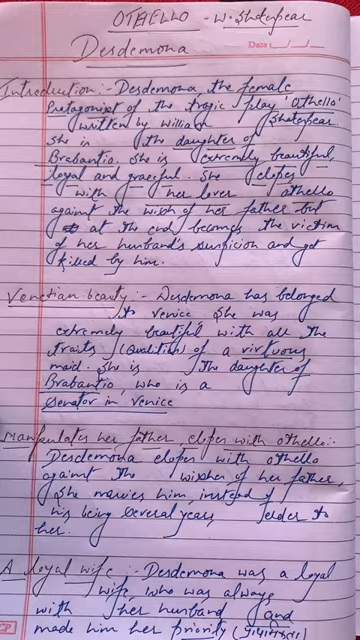 OTHELLO - W. Shakespear
Desdemona
Date: / /
Introduction :- Desdemona, the female
Protagonist of the tragic play 'Othello'
written by William Shakespear.
She is the daughter of
Brabantio. She is extremely beautiful,
loyal and graceful. She elopes
with her lover othello
against the wish of her father but
at the end becomes the victim
of her husband's suspicion and get
killed by him.
Venetian beauty :- Desdemona has belonged
to venice she was
extremely beautiful with all the
traits (Qualities) of a virtuous
maid. She is the daughter of
Brabantio, who is a
Senator in venice
Manipulates her father, elopes with othello :-
Desdemona elopes with othello
against the wishes of her father,
she marries him, instead of
his being several years elder to
her.
A loyal wife :- Desdemona was a loyal
wife, who was always
with her husband and
made him her priority
CP